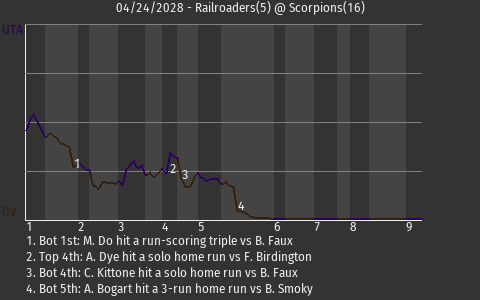 04/24/2028 - Railroaders(5) @ Scorpions(16)
UTA
1
2
3
4
DV
1 2 3 4 5 6 7 8 9
1. Bot 1st: M. Do hit a run-scoring triple vs B. Faux
2. Top 4th: A. Dye hit a solo home run vs F. Birdington
3. Bot 4th: C. Kittone hit a solo home run vs B. Faux
4. Bot 5th: A. Bogart hit a 3-run home run vs B. Smoky